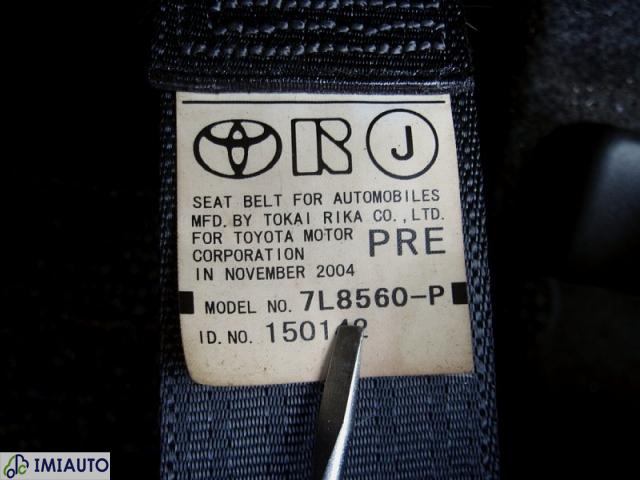 J
SEAT BELT FOR AUTOMOBILES
MFD. BY TOKAI RIKA CO., LTD.
FOR TOYOTA MOTOR
CORPORATION PRE
IN NOVEMBER 2004
MODEL NO. 7L8560-P
ID. NO. 150142
IMIAUTO